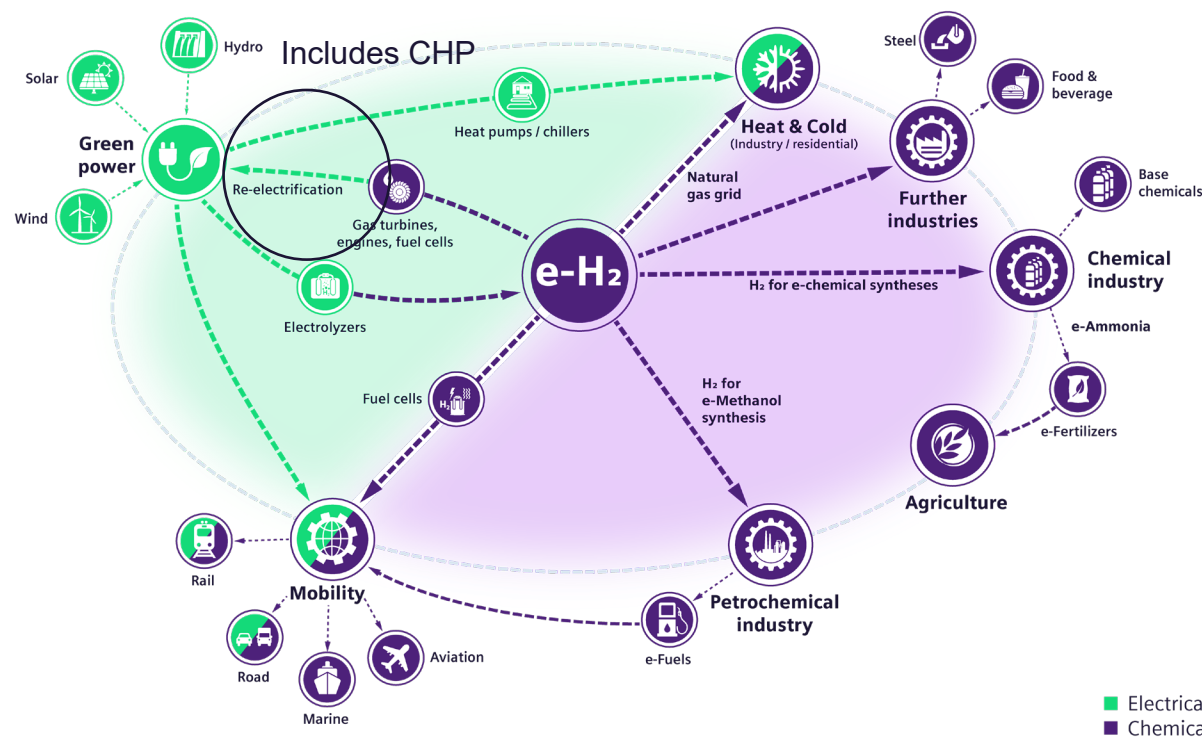 Hydro
Includes CHP
Steel
Solar
Food &
beverage
Heat pumps / chillers
Heat & Cold
(Industry / residential)
Green
power
Natural
gas grid
Base
chemicals
Re-electrification
Further
industries
Wind
Gas turbines,
engines, fuel cells
e-H₂
Chemical
industry
H₂ for e-chemical syntheses
Electrolyzers
e-Ammonia
H₂ for
e-Methanol
synthesis
Fuel cells
H₂
e-Fertilizers
Agriculture
Rail
Mobility
Petrochemical
industry
Road
Aviation
e-Fuels
Marine
Electrica
Chemica